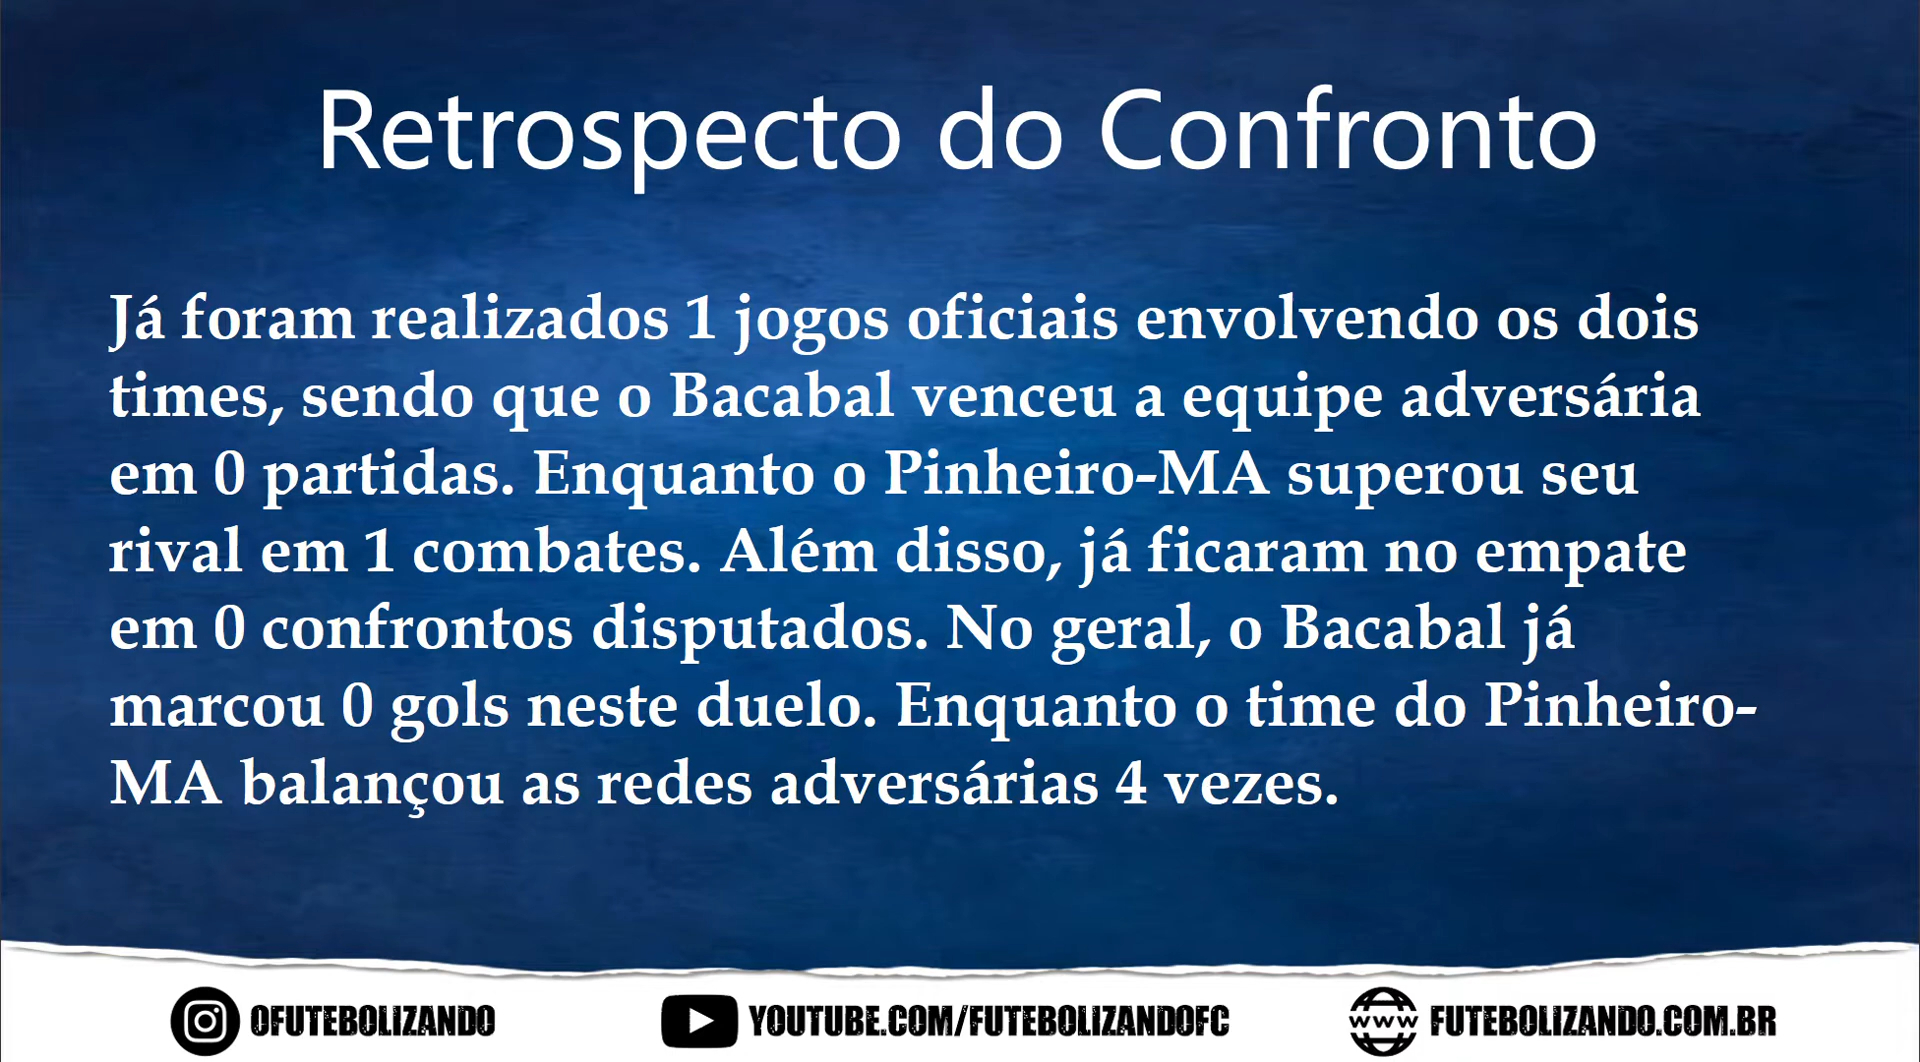 Retrospecto do Confronto
Já foram realizados 1 jogos oficiais envolvendo os dois
times, sendo que o Bacabal venceu a equipe adversária
em 0 partidas. Enquanto o Pinheiro-MA superou seu
rival em 1 combates. Além disso, já ficaram no empate
em 0 confrontos disputados. No geral, o Bacabal já
marcou 0 gols neste duelo. Enquanto o time do Pinheiro-
MA balançou as redes adversárias 4 vezes.
OFUTEBOLIZANDO
YOUTUBE.COM/FUTEBOLIZANDOFC
WWW
FUTEBOLIZANDO.COM.BR